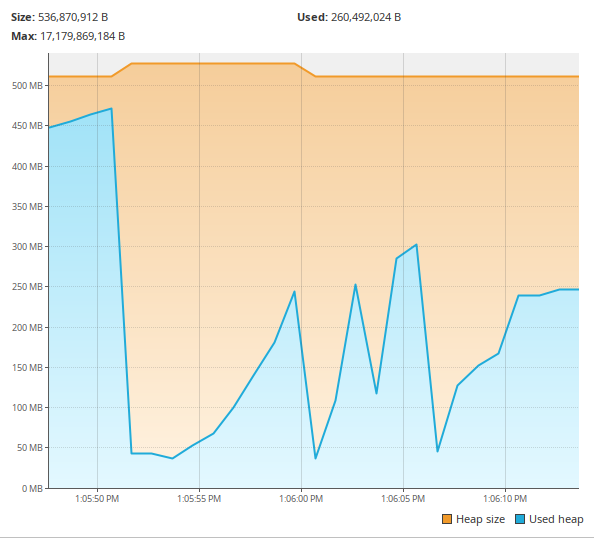 Size: 536,870,912 B
Used: 260,492,024 B
Max: 17,179,869,184 B
500 MB
450 MB
400 MB
350 MB
300 MB
250 MB
200 MB
150 MB
100 MB
50 MB
0 MB
1:05:50 PM
1:05:55 PM
1:06:00 PM
1:06:05 PM
1:06:10 PM
Heap size
Used heap